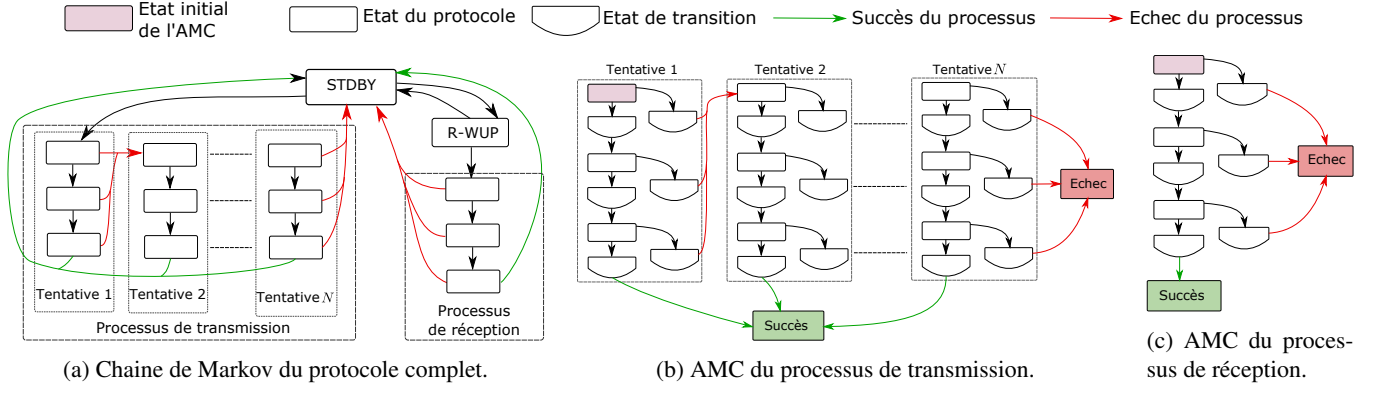 Etat initial
de l'AMC
Etat du protocole
Etat de transition
Succès du processus
Echec du processus
STDBY
R-WUP
Tentative 1
Tentative 2
Tentative N
Processus de transmission
Processus
de réception
(a) Chaine de Markov du protocole complet.
Tentative 1
Tentative 2
Tentative N
Echec
Succès
(b) AMC du processus de transmission.
Echec
Succès
(c) AMC du proces-
sus de réception.